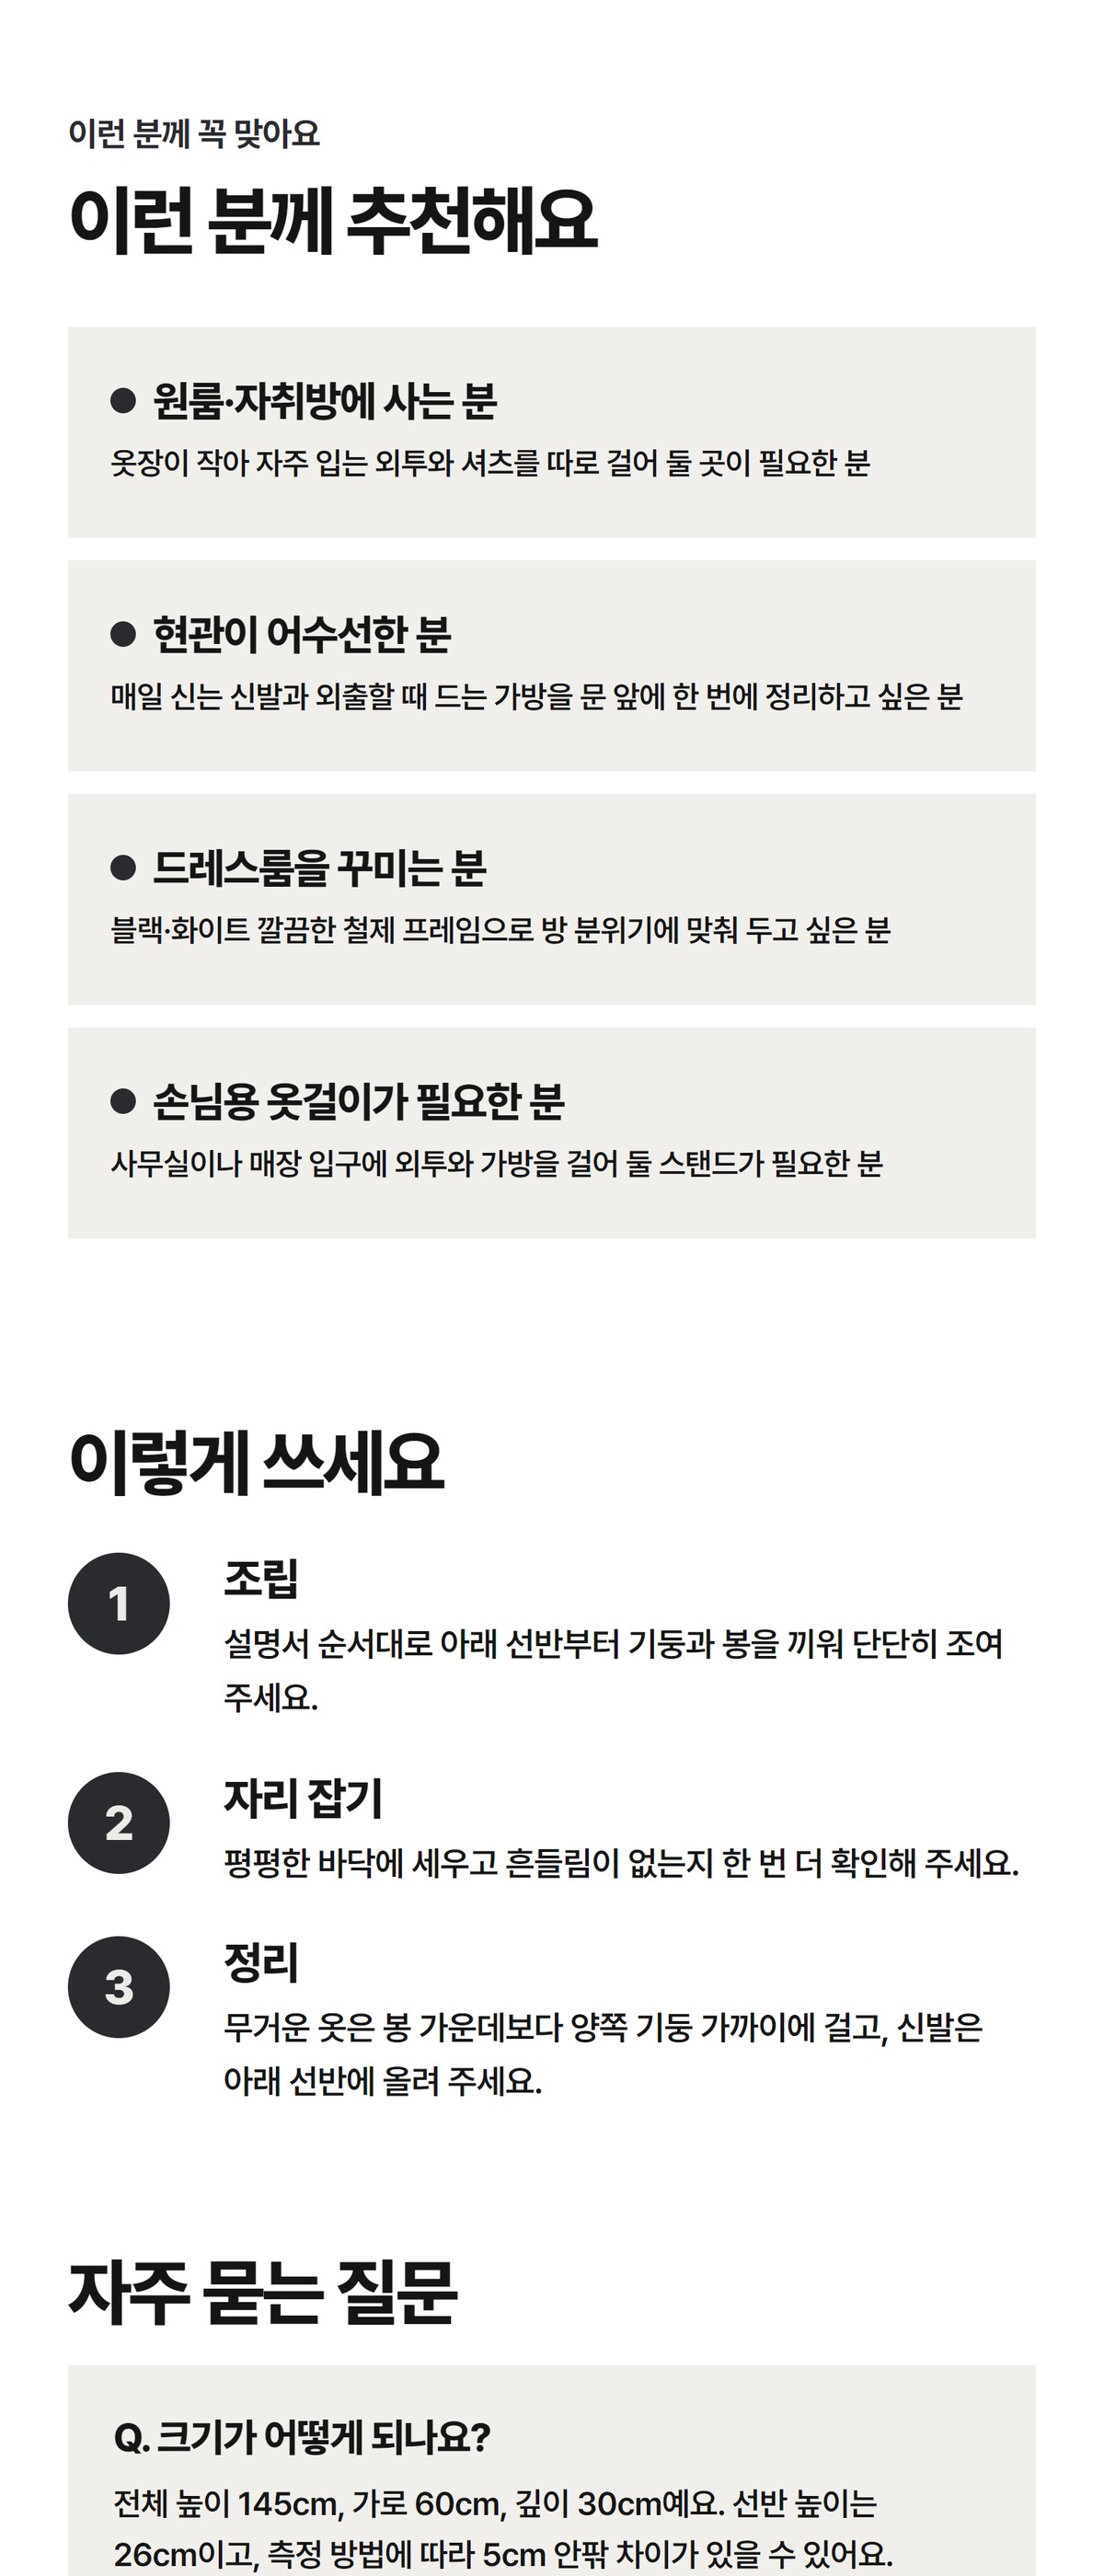 이런 분께 꼭 맞아요
이런 분께 추천해요
원룸·자취방에 사는 분
옷장이 작아 자주 입는 외투와 셔츠를 따로 걸어 둘 곳이 필요한 분
현관이 어수선한 분
매일 신는 신발과 외출할 때 드는 가방을 문 앞에 한 번에 정리하고 싶은 분
드레스룸을 꾸미는 분
블랙·화이트 깔끔한 철제 프레임으로 방 분위기에 맞춰 두고 싶은 분
손님용 옷걸이가 필요한 분
사무실이나 매장 입구에 외투와 가방을 걸어 둘 스탠드가 필요한 분
이렇게 쓰세요
1
조립
설명서 순서대로 아래 선반부터 기둥과 봉을 끼워 단단히 조여
주세요.
2
자리 잡기
평평한 바닥에 세우고 흔들림이 없는지 한 번 더 확인해 주세요.
3
정리
무거운 옷은 봉 가운데보다 양쪽 기둥 가까이에 걸고, 신발은
아래 선반에 올려 주세요.
자주 묻는 질문
Q. 크기가 어떻게 되나요?
전체 높이 145cm, 가로 60cm, 깊이 30cm예요. 선반 높이는
26cm이고, 측정 방법에 따라 5cm 안팎 차이가 있을 수 있어요.